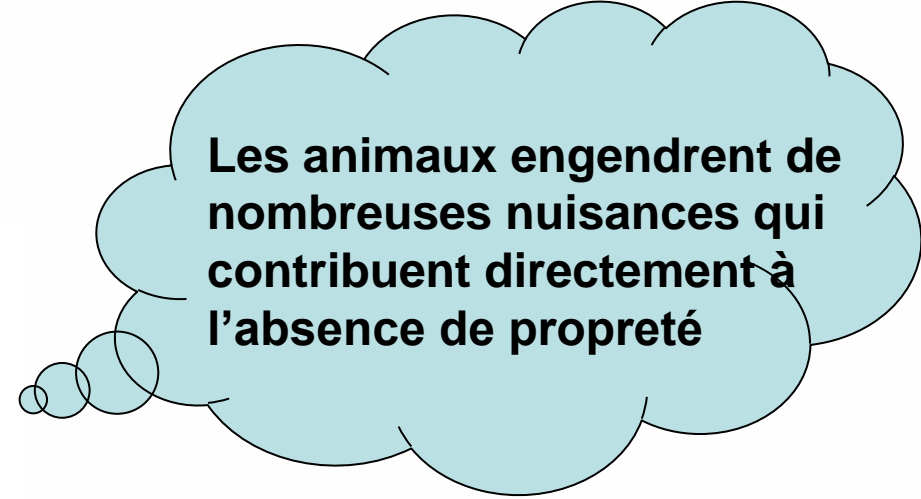 Les animaux engendrent de
nombreuses nuisances qui
contribuent directement à
l’absence de propreté